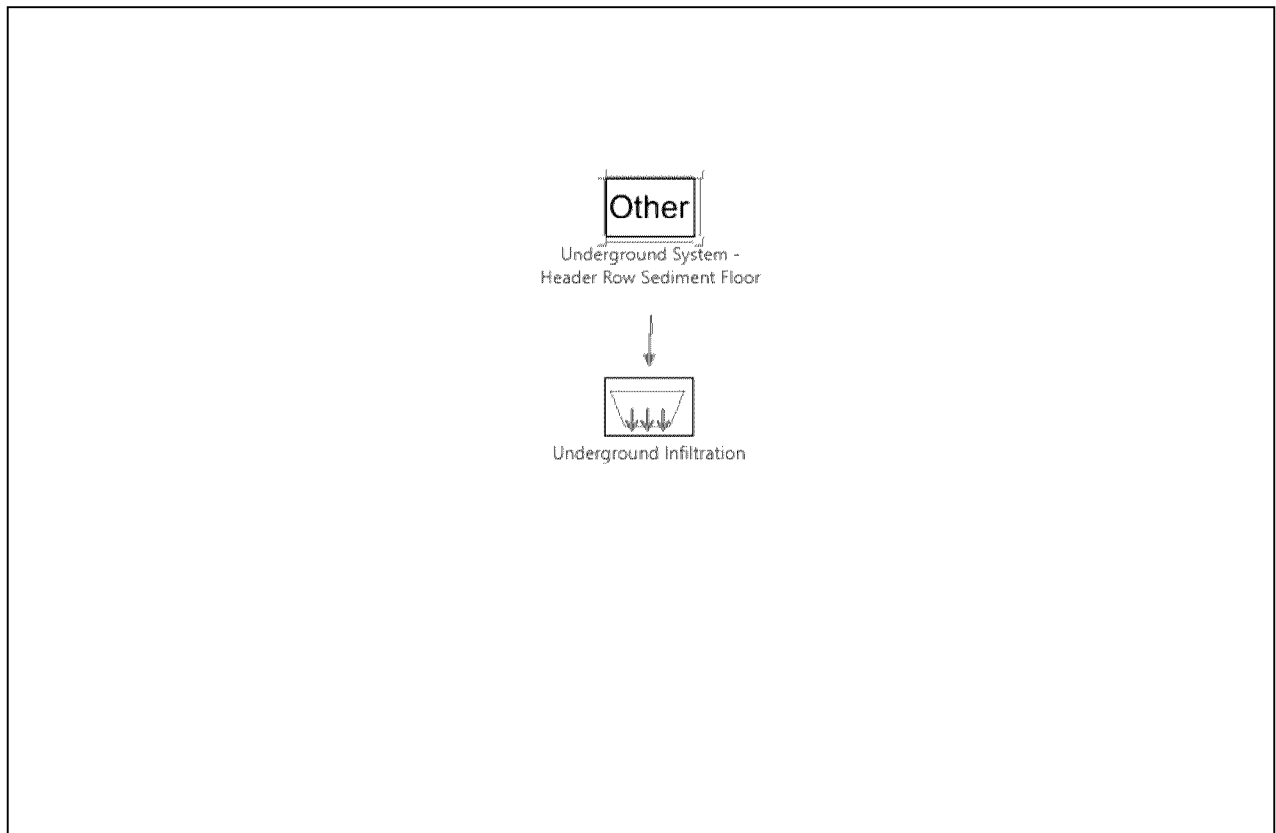 Other
Underground System -
Header Row Sediment Floor
Underground Infiltration